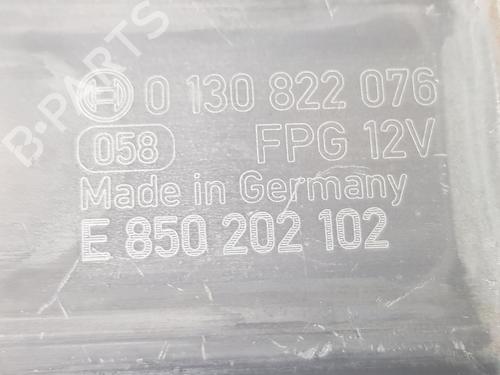 0 130 822 076
058 FPG 12V
Made in Germany
E 850 202 102
B-PARTS